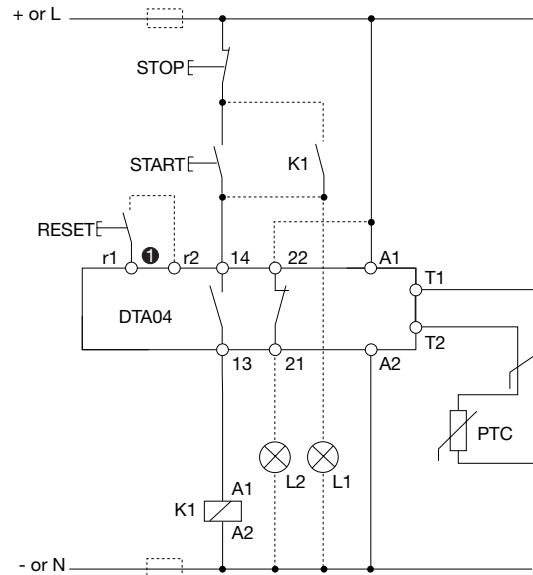 + or L
STOP
START
K1
RESET
r1
1
r2
14
22
A1
T1
DTA04
T2
13
21
A2
PTC
L2
L1
K1
A1
A2
- or N